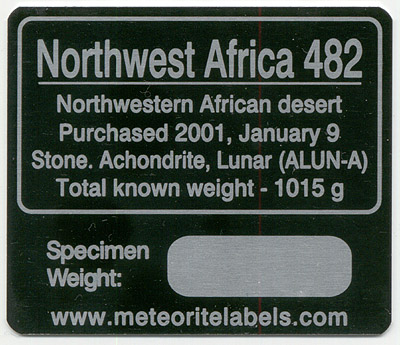 Northwest Africa 482
Northwestern African desert
Purchased 2001, January 9
Stone. Achondrite, Lunar (ALUN-A)
Total known weight - 1015 g
Specimen
Weight:
www.meteoritelabels.com